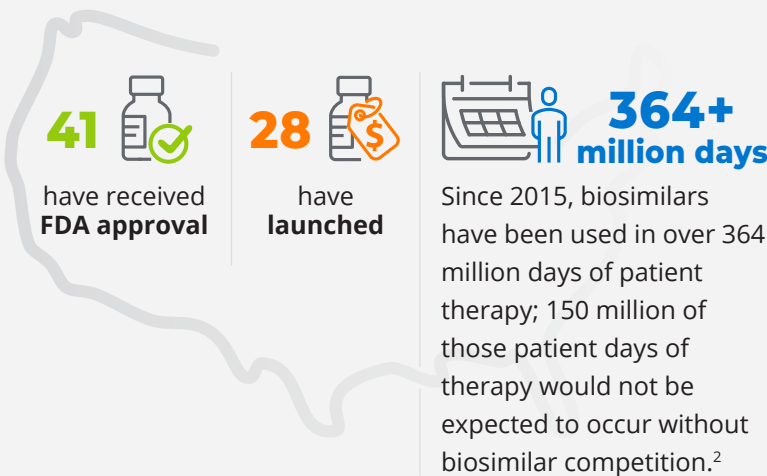 41
have received
FDA approval
28
$
have
launched
364+
million days
Since 2015, biosimilars
have been used in over 364
million days of patient
therapy; 150 million of
those patient days of
therapy would not be
expected to occur without
biosimilar competition.²